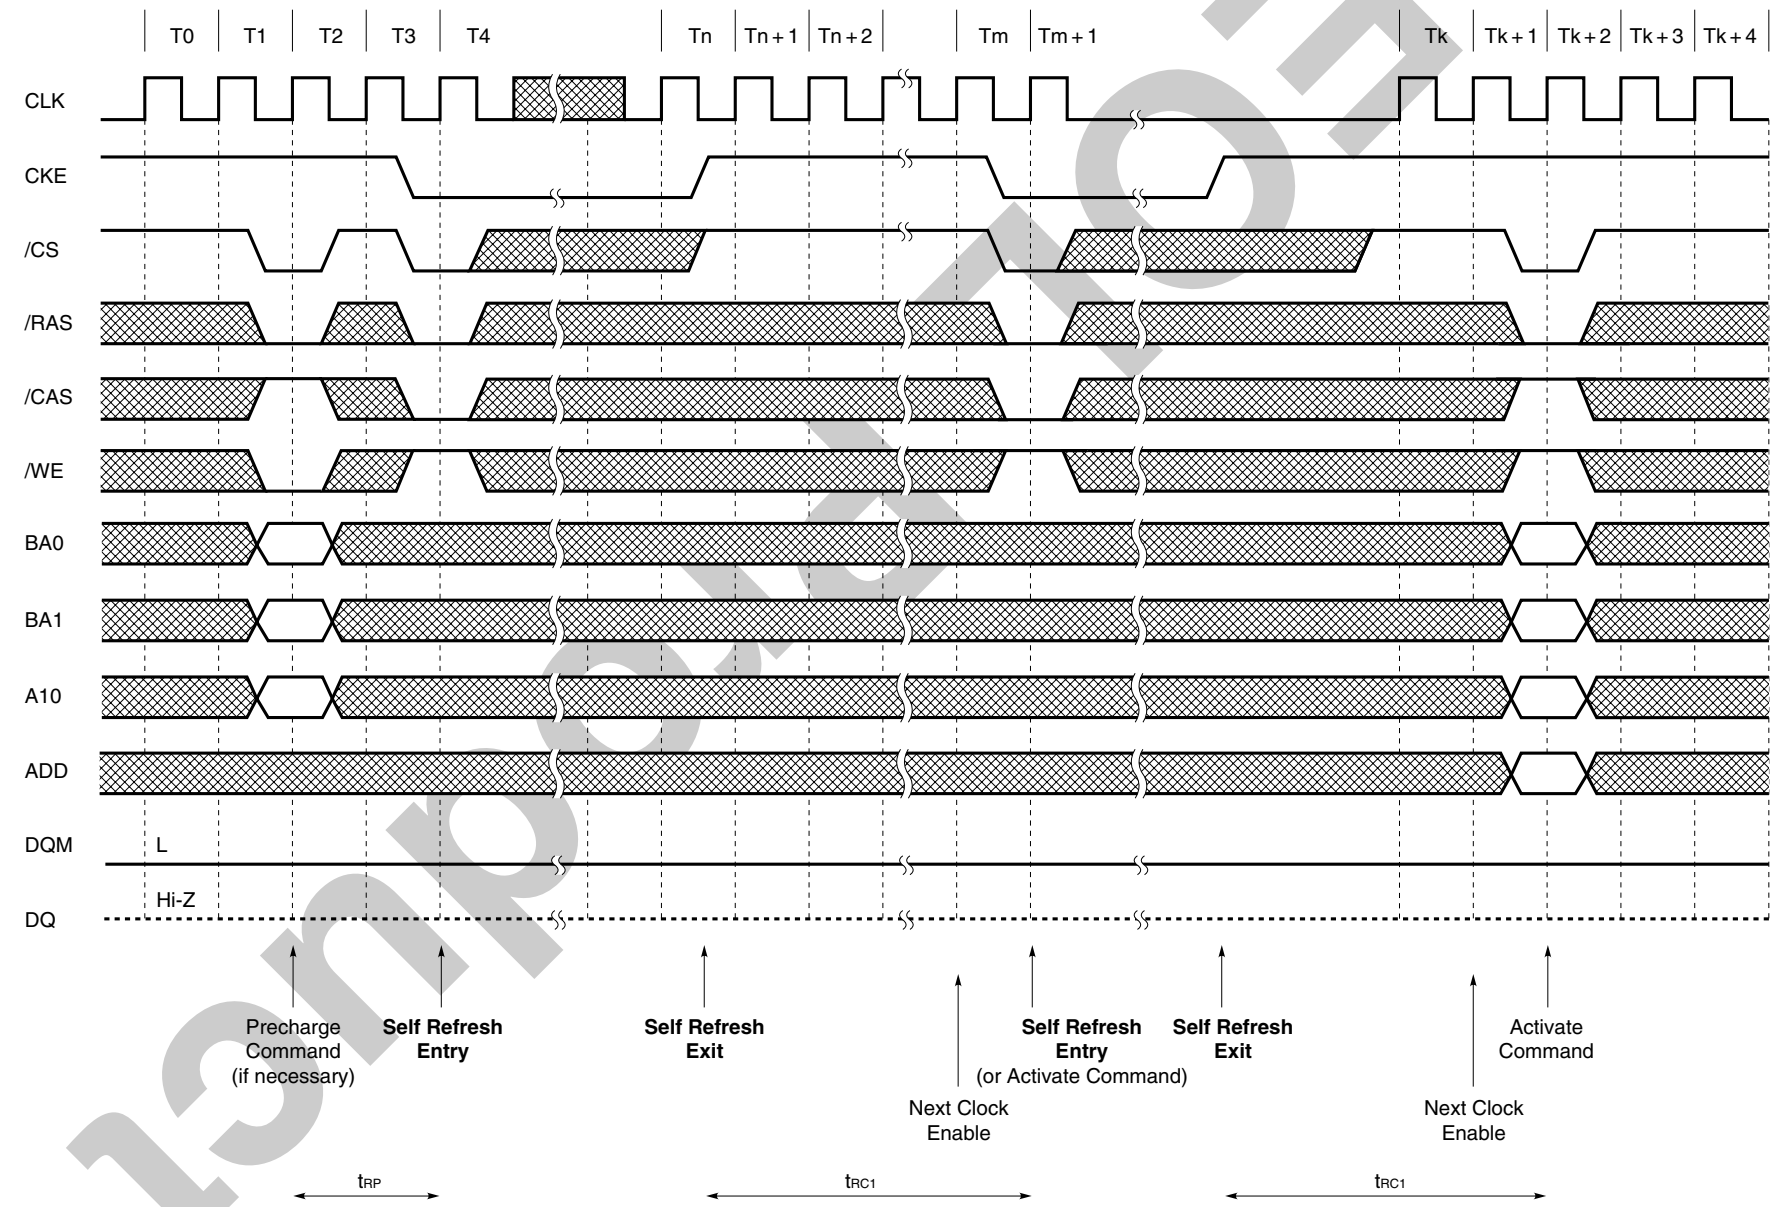 T0 T1 T2 T3 T4 Tn Tn + 1 Tn + 2 Tm Tm + 1 Tk Tk + 1 Tk + 2 Tk + 3 Tk + 4
CLK
CKE
/CS
/RAS
/CAS
/WE
BA0
BA1
A10
ADD
DQM L
Hi-Z
DQ
Precharge
Command
(if necessary)
Self Refresh
Entry
Self Refresh
Exit
Next Clock
Enable
Self Refresh
Entry
(or Activate Command)
Self Refresh
Exit
Next Clock
Enable
Activate
Command
tRP tRC1 tRC1
EOL Product